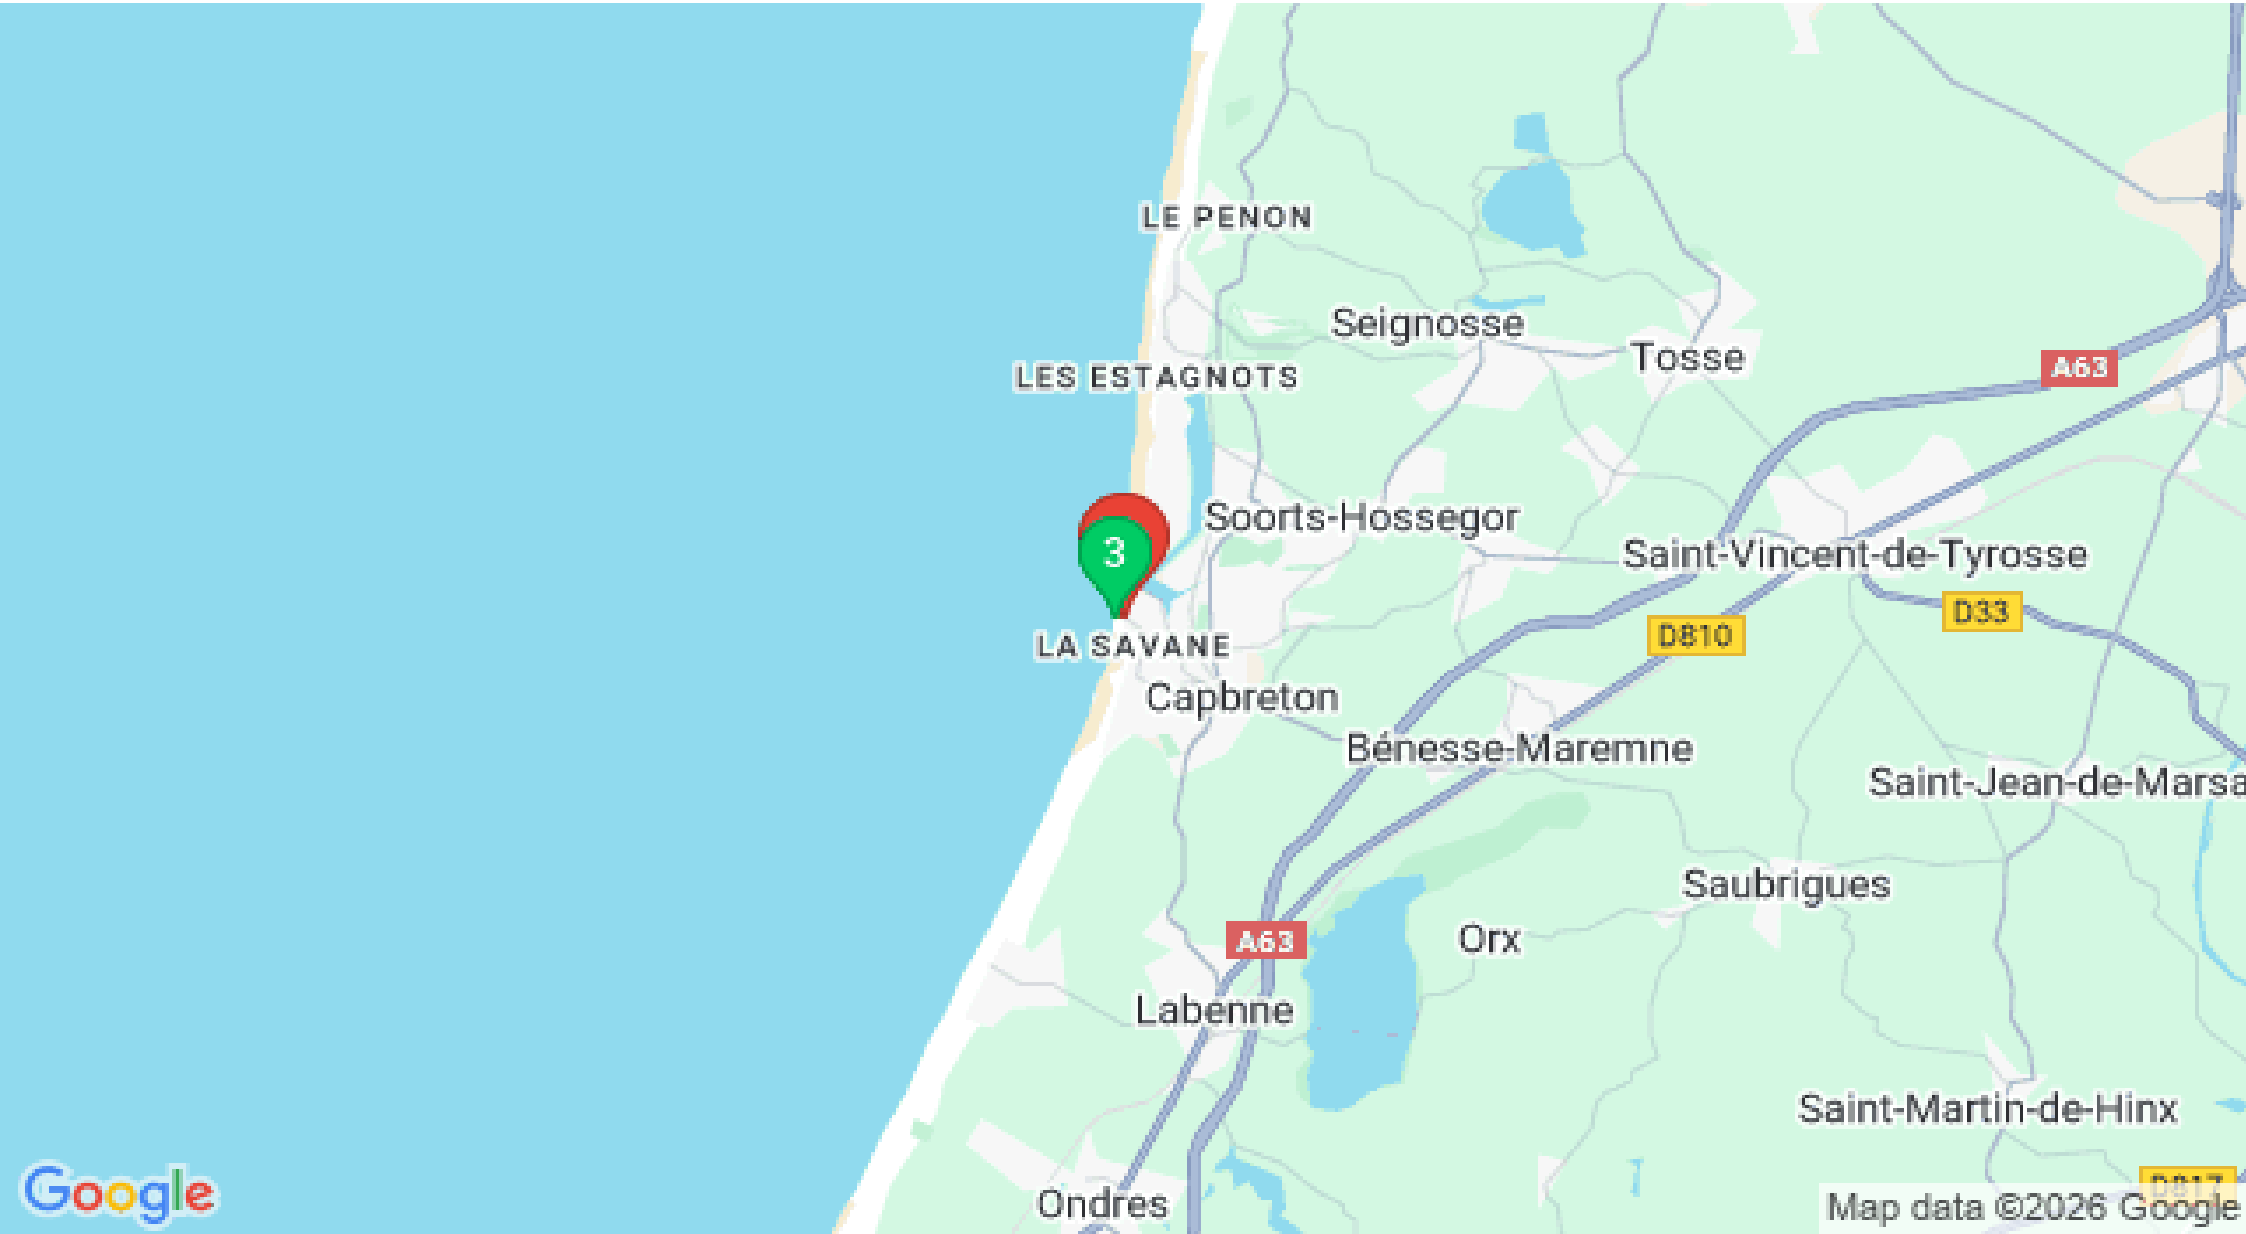 LE PENON
Seignosse
Tosse
LES ESTAGNOTS
A63
Soorts-Hossegor
3
Saint-Vincent-de-Tyrosse
D33
D810
LA SAVANE
Capbreton
Bénesse-Maremne
Saint-Jean-de-Marsa
Saubrigues
A63
Orx
Labenne
Saint-Martin-de-Hinx
D817
Google
Ondres
Map data ©2026 Google